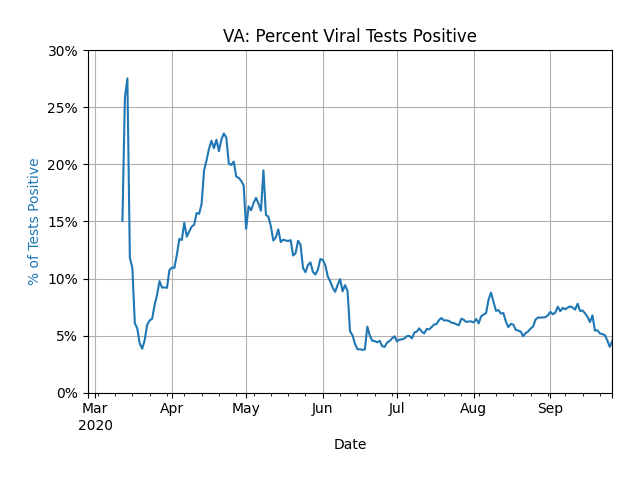 VA: Percent Viral Tests Positive
30%
25%
20%
15%
10%
5%
0%
% of Tests Positive
Mar Apr May Jun Jul Aug Sep
2020
Date